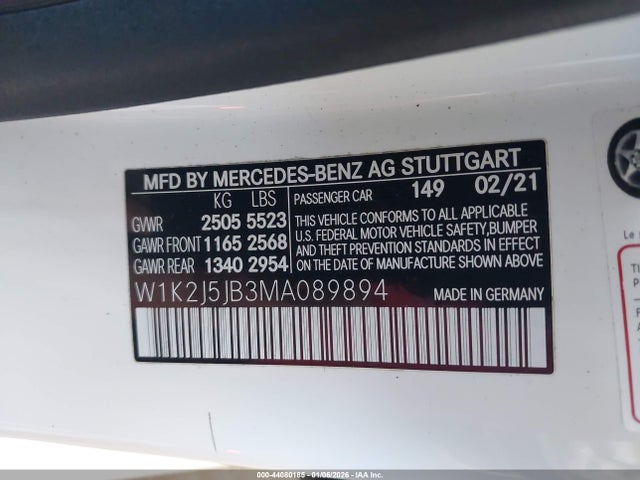 MFD BY MERCEDES-BENZ AG STUTTGART
KG LBS PASSENGER CAR 149 02/21
GVWR 2505 5523
GAWR FRONT 1165 2568
GAWR REAR 1340 2954
THIS VEHICLE CONFORMS TO ALL APPLICABLE
U.S. FEDERAL MOTOR VEHICLE SAFETY,BUMPER
AND THEFT PREVENTION STANDARDS IN EFFECT
ON THE DATE OF MANUFACTURE SHOWN ABOVE
W1K2J5JB3MA089894 MADE IN GERMANY
Le
000-44080185 - 01/06/2026 - IAAI.COM